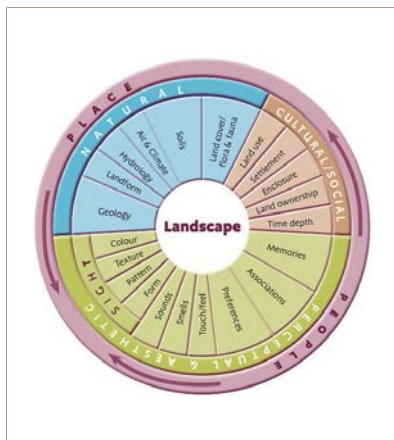 PLACE
NATURAL
Geology
Landform
Hydrology
Air & Climate
Soils
Land cover/
Flora & fauna
CULTURAL/SOCIAL
Land use
Settlement
Enclosure
Land ownership
Time depth
Landscape
PEOPLE
PERCEPTUAL & AESTHETIC
Memories
Associations
Preferences
Touch/feel
Smells
Sounds
SIGHT
Form
Pattern
Texture
Colour